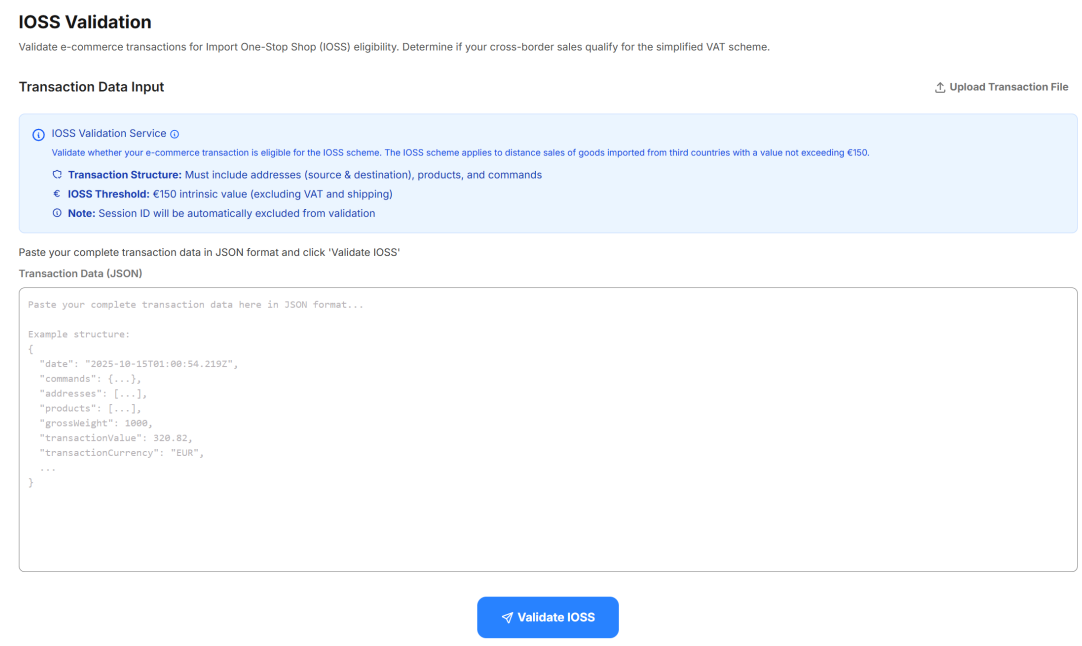 IOSS Validation
Validate e-commerce transactions for Import One-Stop Shop (IOSS) eligibility. Determine if your cross-border sales qualify for the simplified VAT scheme.
Transaction Data Input
Upload Transaction File
IOSS Validation Service
Validate whether your e-commerce transaction is eligible for the IOSS scheme. The IOSS scheme applies to distance sales of goods imported from third countries with a value not exceeding €150.
Transaction Structure: Must include addresses (source & destination), products, and commands
€ IOSS Threshold: €150 intrinsic value (excluding VAT and shipping)
Note: Session ID will be automatically excluded from validation
Paste your complete transaction data in JSON format and click 'Validate IOSS'
Transaction Data (JSON)
Paste your complete transaction data here in JSON format...
Example structure:
{
"date": "2025-10-15T01:00:54.219Z",
"commands": {...},
"addresses": [...],
"products": [...],
"grossWeight": 1000,
"transactionValue": 320.82,
"transactionCurrency": "EUR",
...
}
Validate IOSS